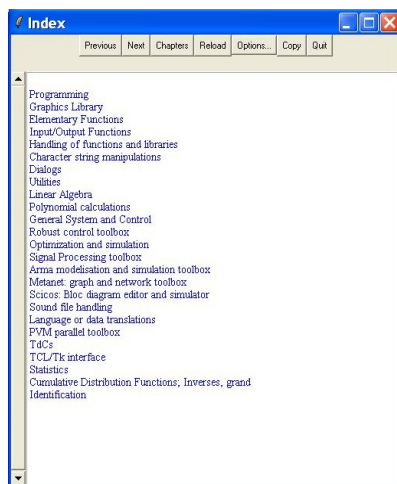 Index
Previous Next Chapters Reload Options... Copy Quit
Programming
Graphics Library
Elementary Functions
Input/Output Functions
Handling of functions and libraries
Character string manipulations
Dialogs
Utilities
Linear Algebra
Polynomial calculations
General System and Control
Robust control toolbox
Optimization and simulation
Signal Processing toolbox
Arma modelisation and simulation toolbox
Metanet: graph and network toolbox
Scicos: Bloc diagram editor and simulator
Sound file handling
Language or data translations
PVM parallel toolbox
TdCs
TCL/Tk interface
Statistics
Cumulative Distribution Functions; Inverses, grand
Identification